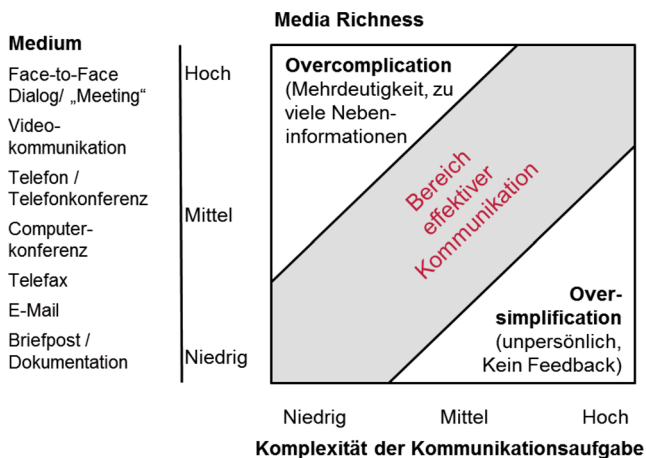 Media Richness
Medium
Face-to-Face
Dialog/ „Meeting“
Video-
kommunikation
Telefon /
Telefonkonferenz
Computer-
konferenz
Telefax
E-Mail
Briefpost /
Dokumentation
Hoch
Mittel
Niedrig
Overcomplication
(Mehrdeutigkeit, zu
viele Neben-
informationen
Bereich
effektiver
Kommunikation
Over-
simplification
(unpersönlich,
Kein Feedback)
Niedrig Mittel Hoch
Komplexität der Kommunikationsaufgabe